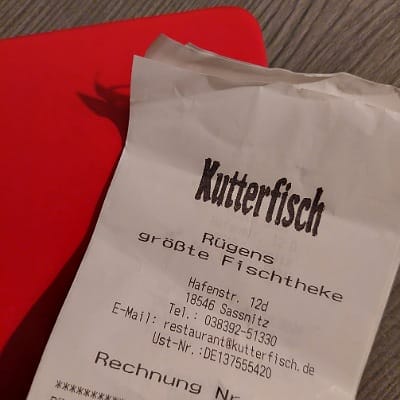 Kutterfisch
Rügens
größte Fischtheke
Hafenstr. 12d
18546 Sassnitz
Tel.: 038392-51330
E-Mail: restaurant@kutterfisch.de
Ust-Nr.:DE137555420
Rechnung Nr
************